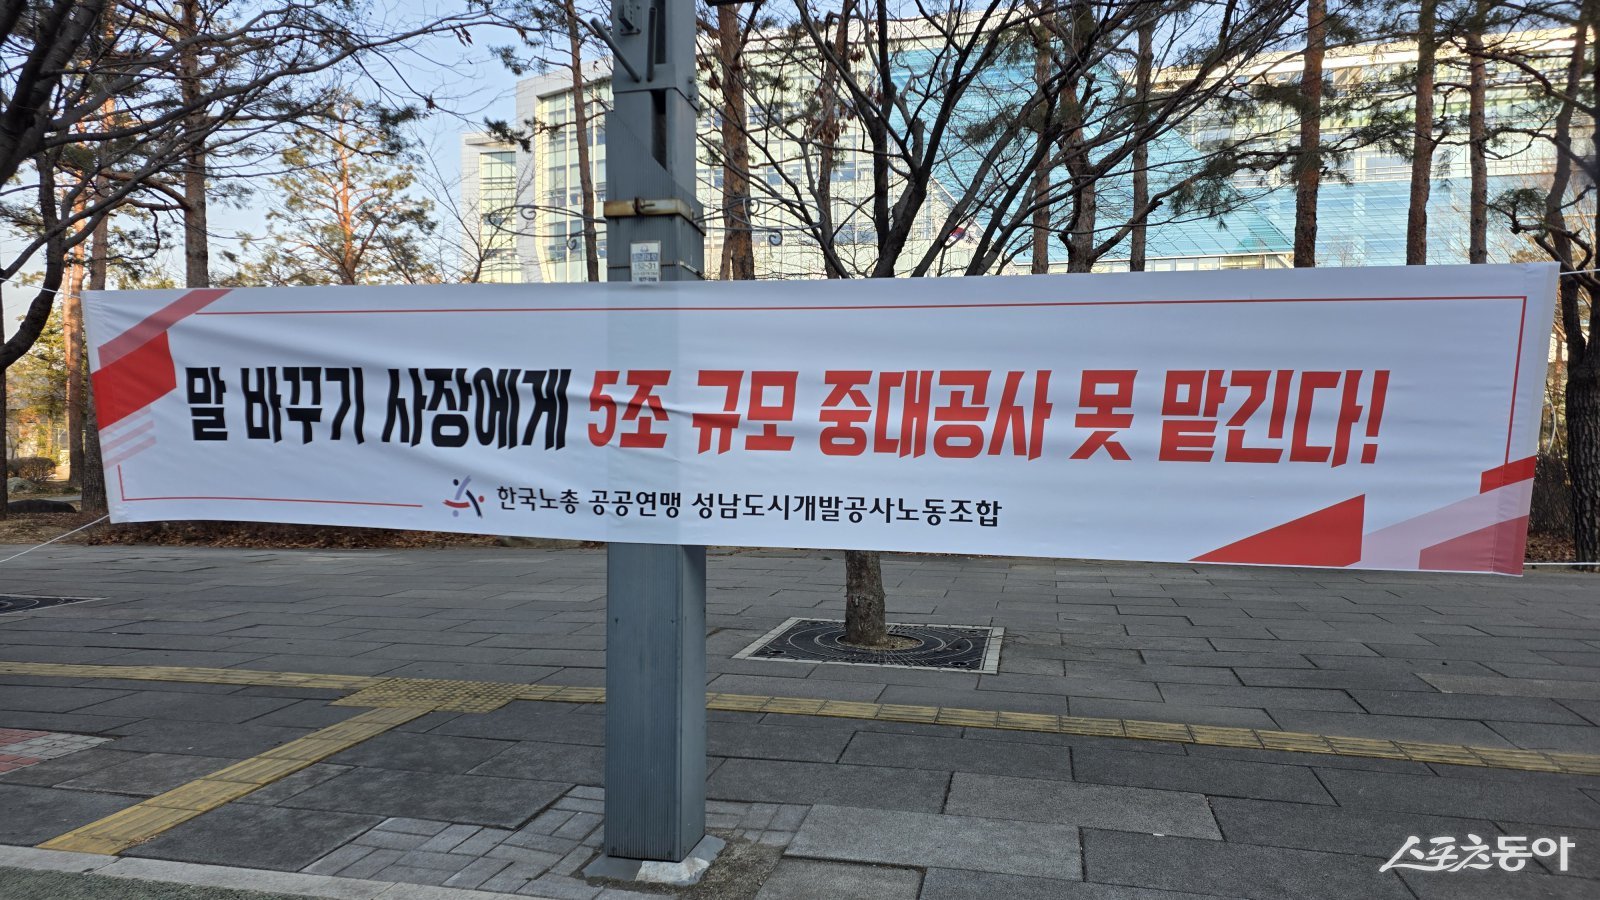 152-31
말 바꾸기 사장에게 5조 규모 중대공사 못 맡긴다!
한국노총 공공연맹 성남도시개발공사노동조합
스포츠동아